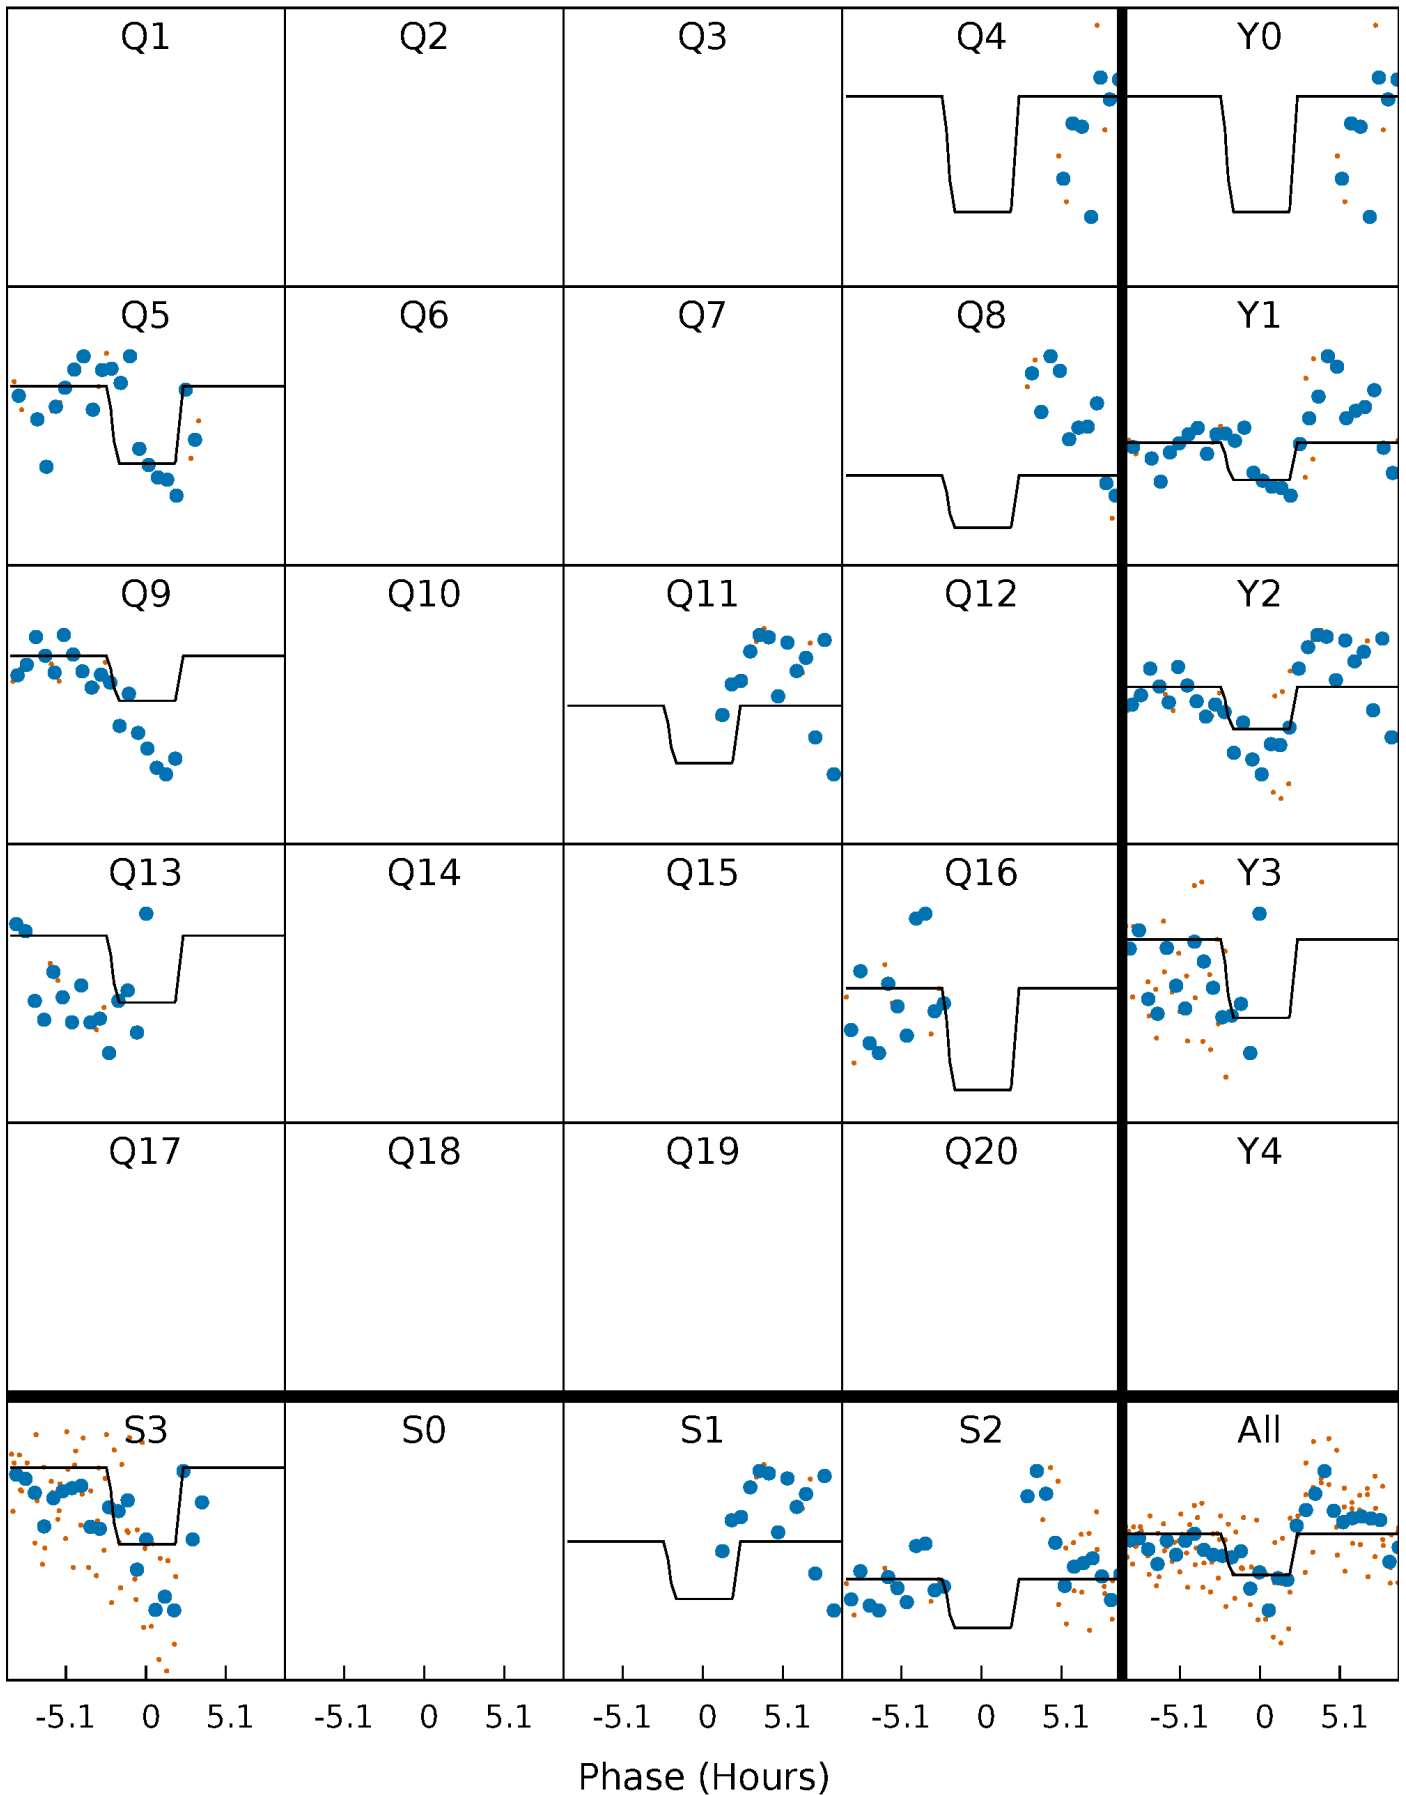 Q1 Q2 Q3 Q4 Y0
Q5 Q6 Q7 Q8 Y1
Q9 Q10 Q11 Q12 Y2
Q13 Q14 Q15 Q16 Y3
Q17 Q18 Q19 Q20 Y4
S3 S0 S1 S2 All
-5.1 0 5.1 -5.1 0 5.1 -5.1 0 5.1 -5.1 0 5.1 -5.1 0 5.1
Phase (Hours)